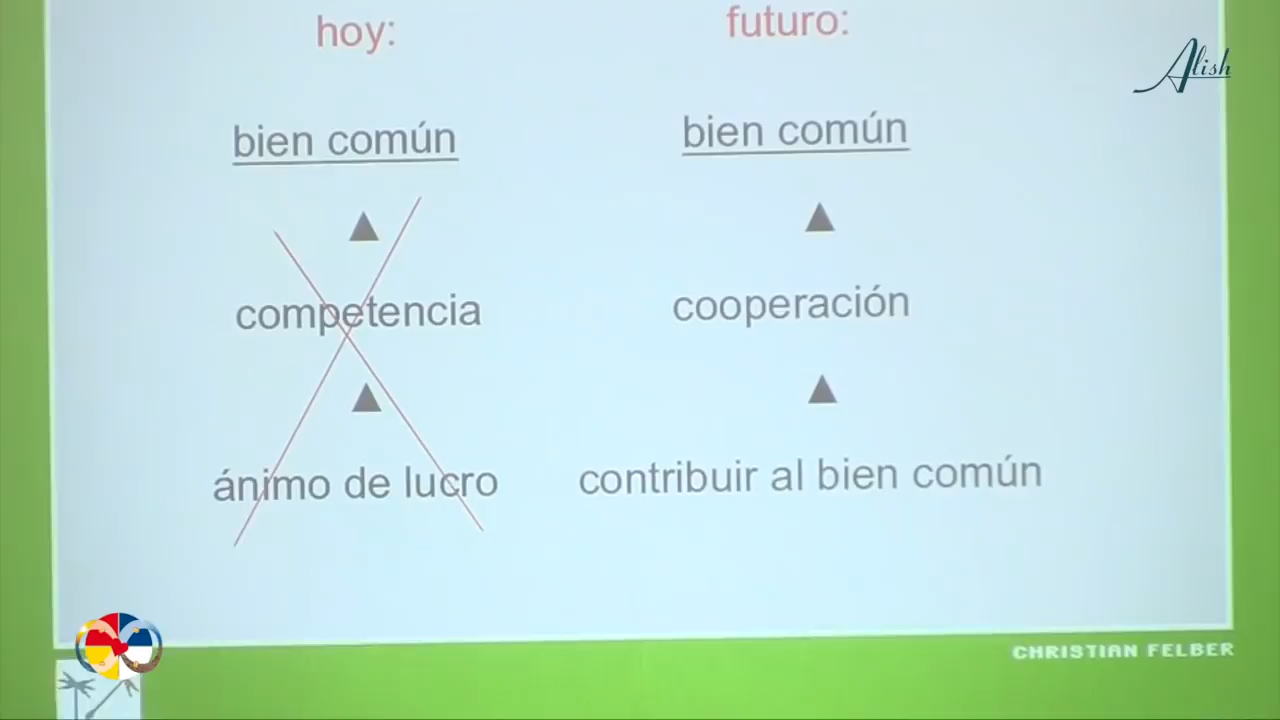 hoy:
futuro:
Alish
bien común
bien común
competencia
cooperación
ánimo de lucro
contribuir al bien común
CHRISTIAN FELBER